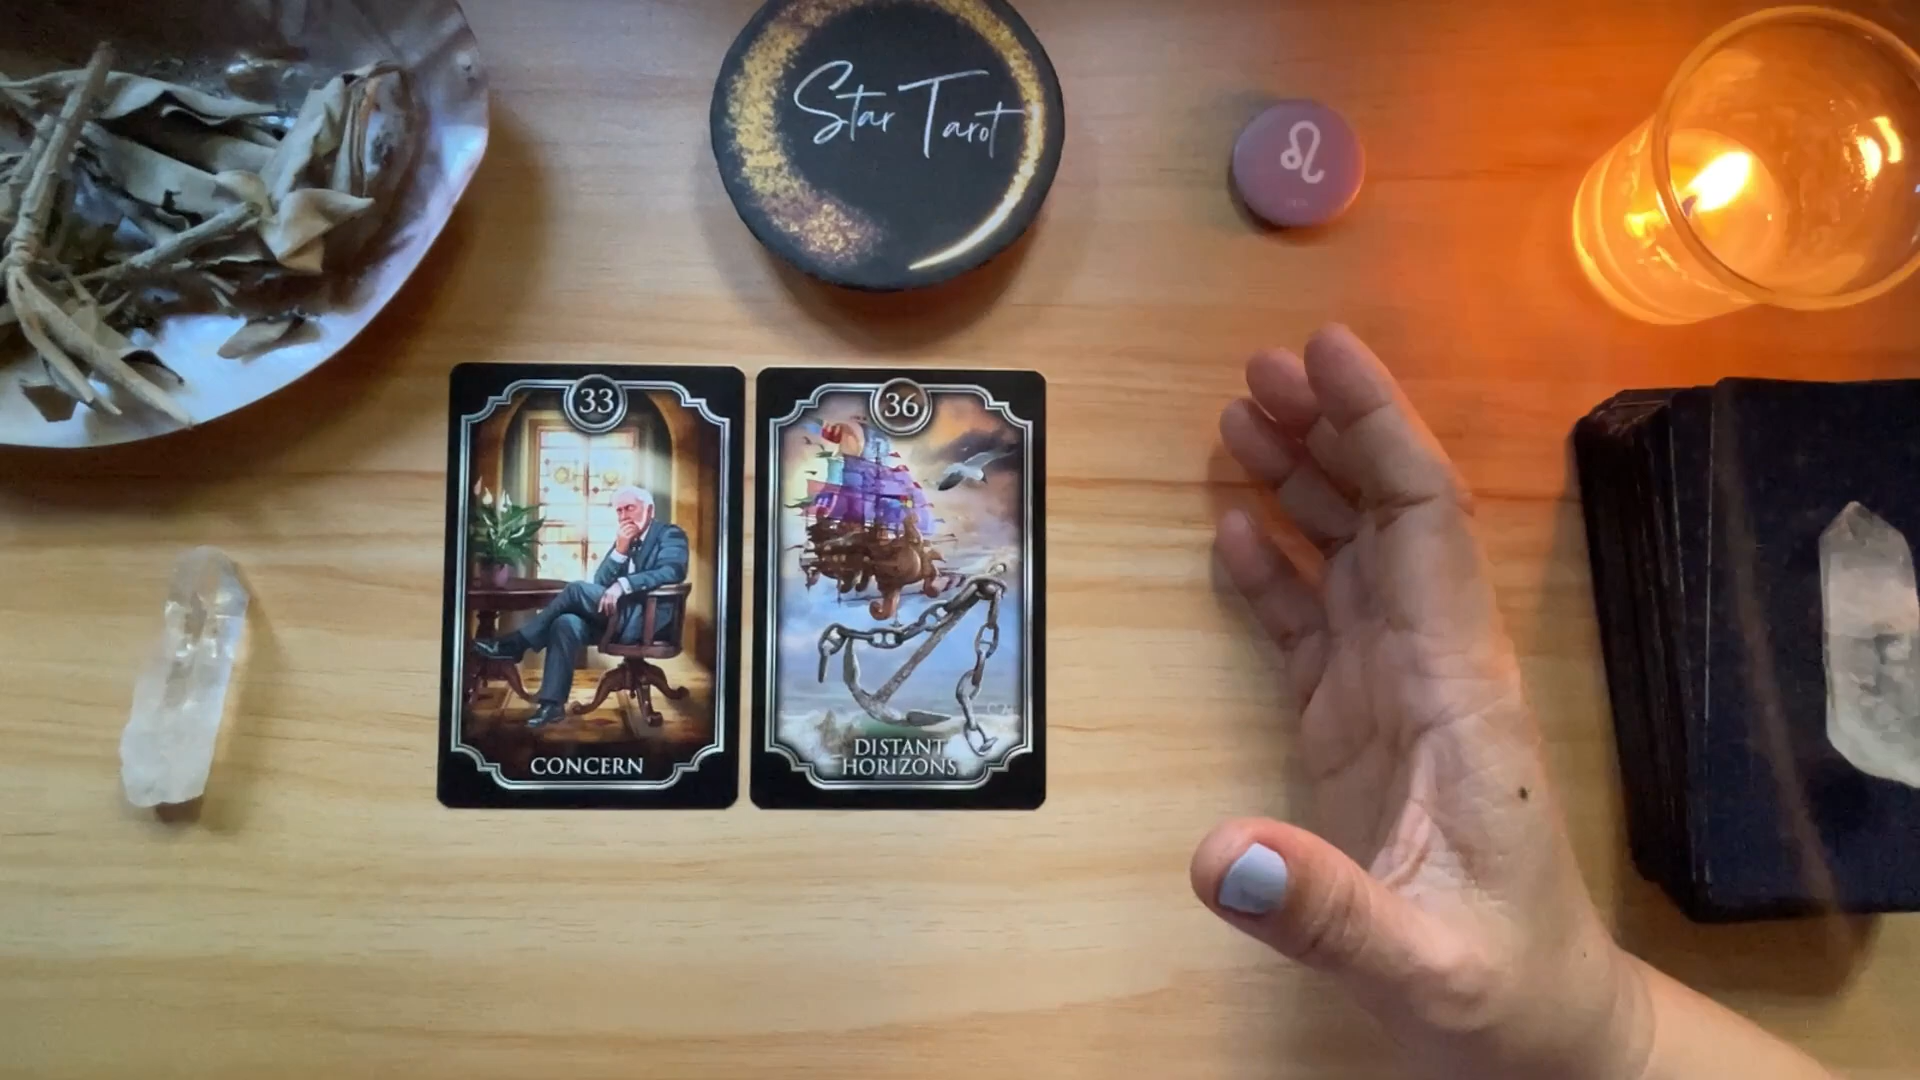 Star Tarot
33
CONCERN
36
DISTANT
HORIZONS